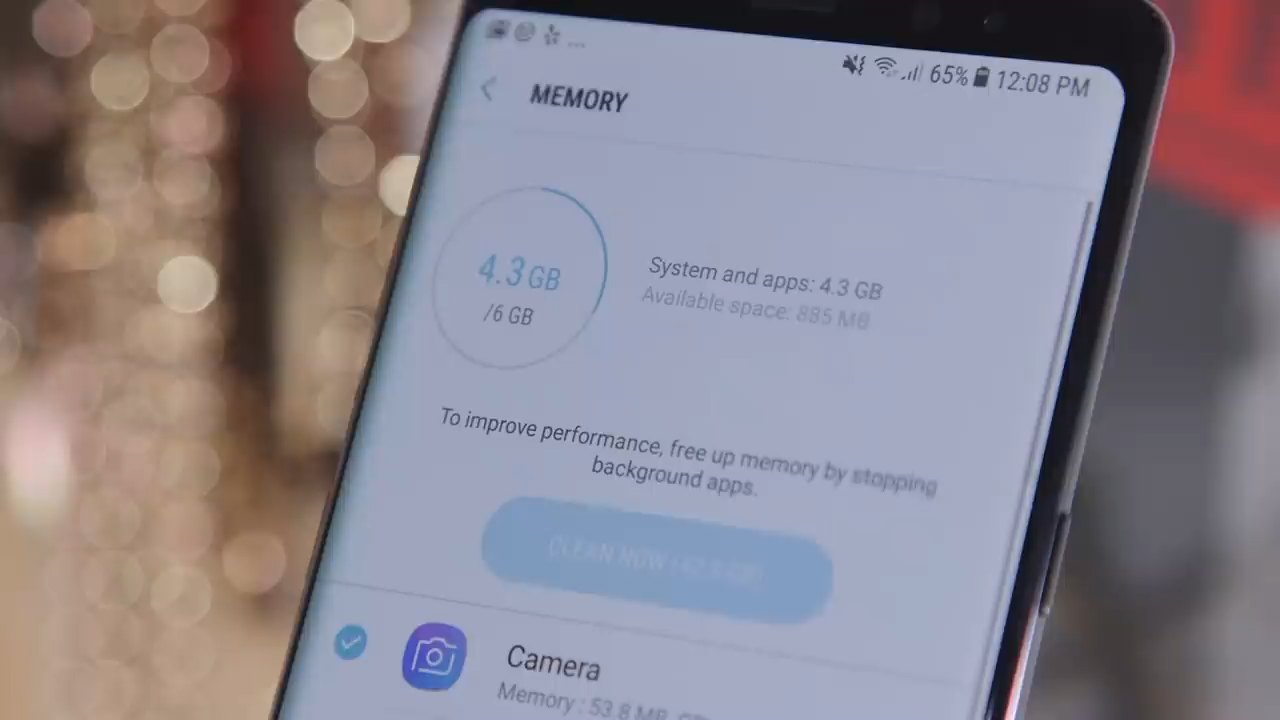 65% 12:08 PM
MEMORY
4.3 GB
/6 GB
System and apps: 4.3 GB
Available space: 885 MB
To improve performance, free up memory by stopping
background apps.
CLEAN NOW
Camera
Memory : 53.8 MB